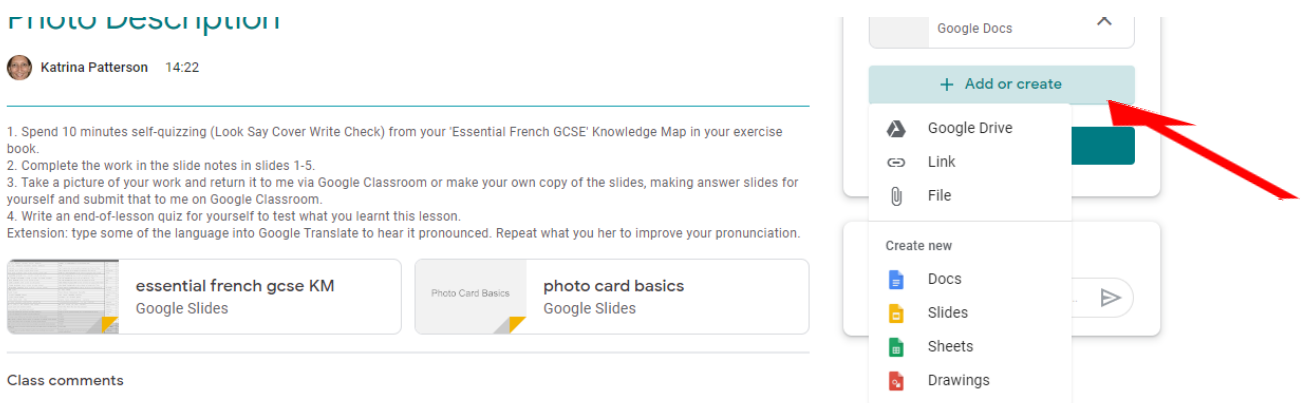 Photo Description
Katrina Patterson 14:22
1. Spend 10 minutes self-quizzing (Look Say Cover Write Check) from your 'Essential French GCSE' Knowledge Map in your exercise
book.
2. Complete the work in the slide notes in slides 1-5.
3. Take a picture of your work and return it to me via Google Classroom or make your own copy of the slides, making answer slides for
yourself and submit that to me on Google Classroom.
4. Write an end-of-lesson quiz for yourself to test what you learnt this lesson.
Extension: type some of the language into Google Translate to hear it pronounced. Repeat what you her to improve your pronunciation.
essential french gcse KM
Google Slides
Photo Card Basics
photo card basics
Google Slides
Class comments
Google Docs
+ Add or create
Google Drive
Link
File
Create new
Docs
Slides
Sheets
Drawings